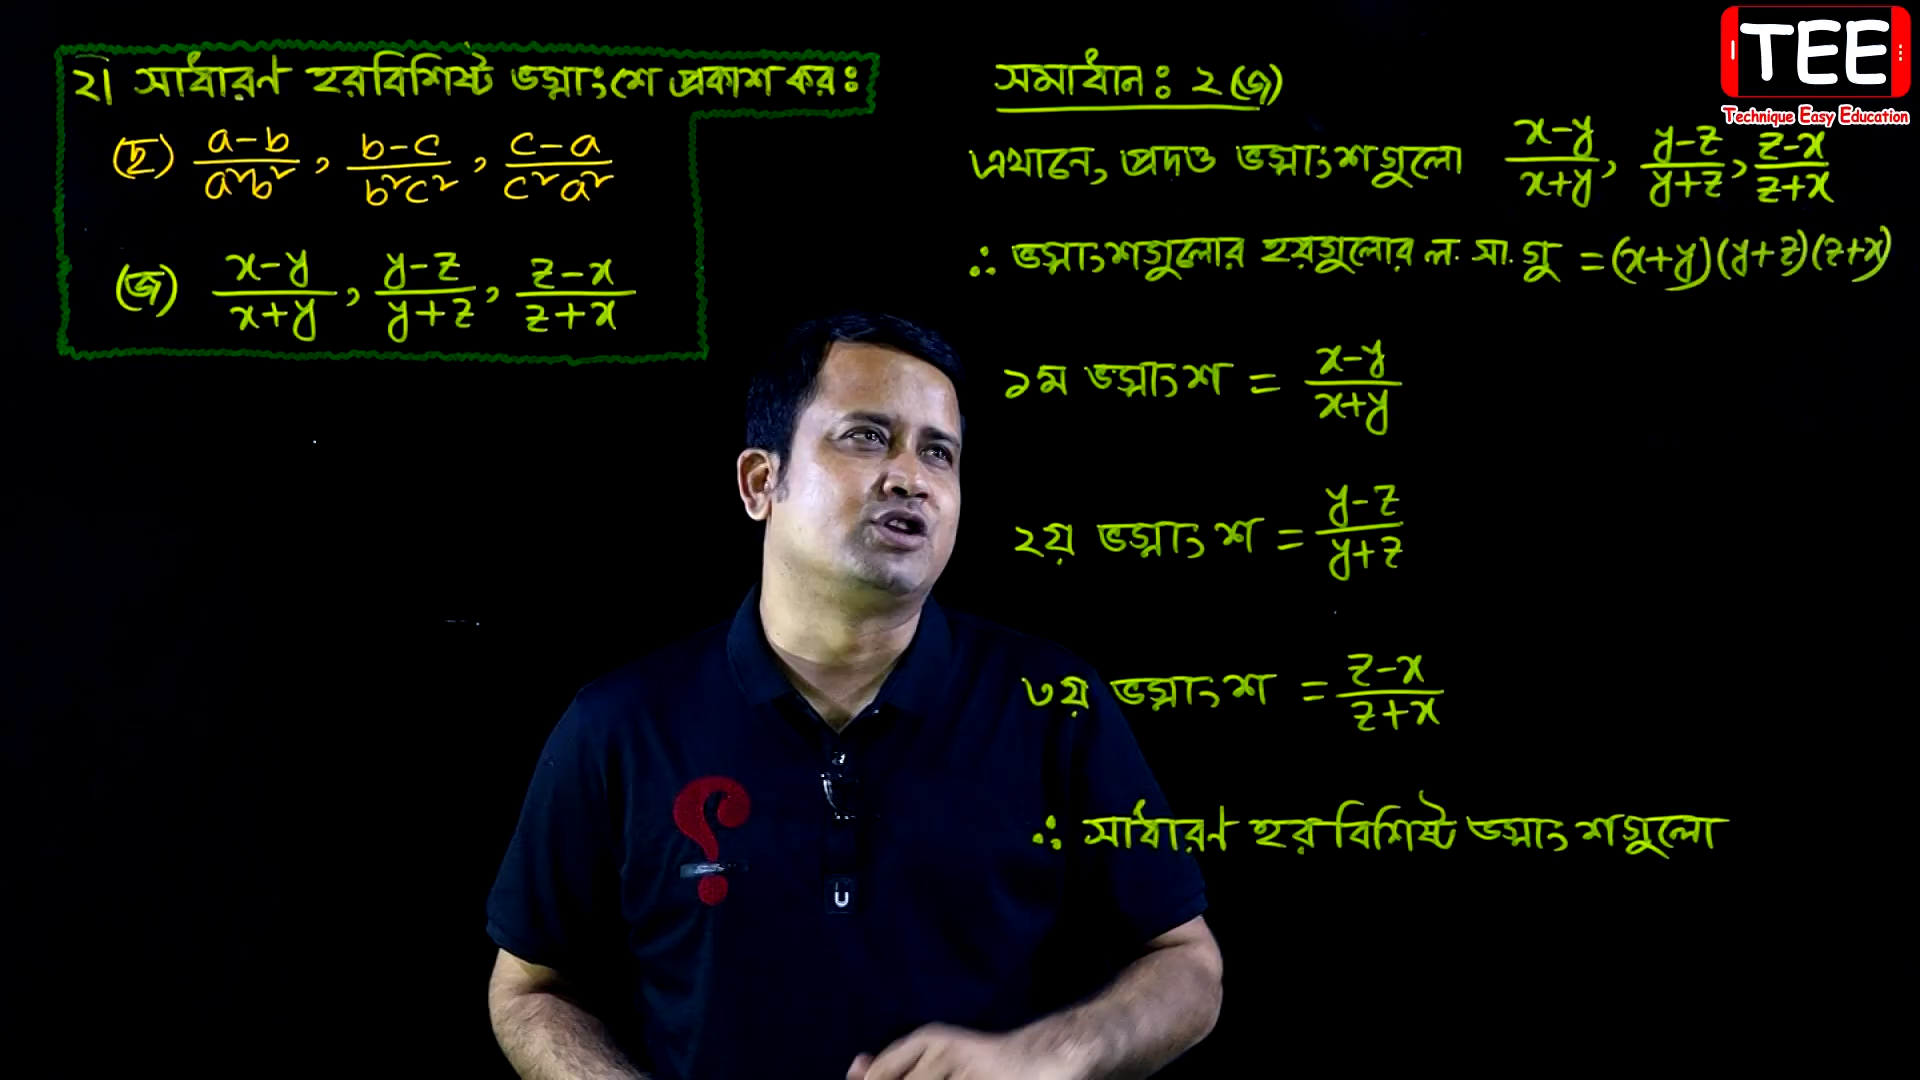 ২। সাধারণ হরবিশিষ্ট ভগ্নাংশে প্রকাশ কর:
(ছ) (a-b)/(a²b²), (b-c)/(b²c²), (c-a)/(c²a²)
(জ) (x-y)/(x+y), (y-z)/(y+z), (z-x)/(z+x)
সমাধান: ২(জ)
এখানে, প্রদত্ত ভগ্নাংশগুলো (x-y)/(x+y), (y-z)/(y+z), (z-x)/(z+x)
∴ ভগ্নাংশগুলোর হরগুলোর ল. সা. গু = (x+y)(y+z)(z+x)
১ম ভগ্নাংশ = (x-y)/(x+y)
২য় ভগ্নাংশ = (y-z)/(y+z)
৩য় ভগ্নাংশ = (z-x)/(z+x)
∴ সাধারণ হর বিশিষ্ট ভগ্নাংশগুলো
TEE
Technique Easy Education
U